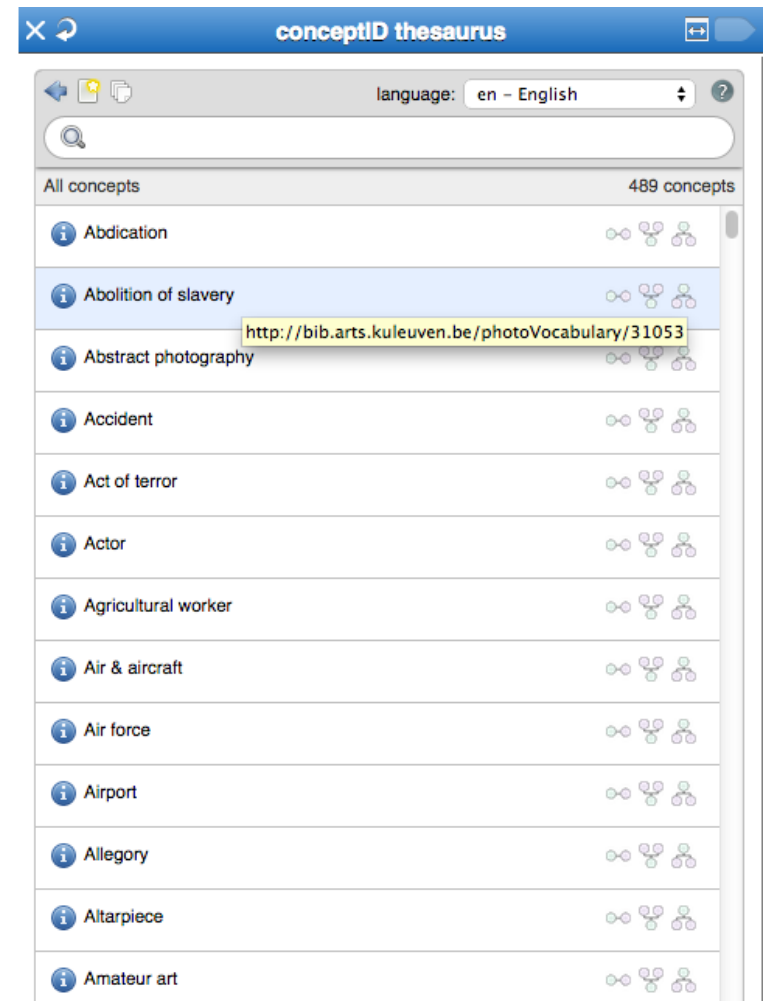 conceptID thesaurus
language: en – English
All concepts 489 concepts
Abdication
Abolition of slavery
http://bib.arts.kuleuven.be/photoVocabulary/31053
Abstract photography
Accident
Act of terror
Actor
Agricultural worker
Air & aircraft
Air force
Airport
Allegory
Altarpiece
Amateur art